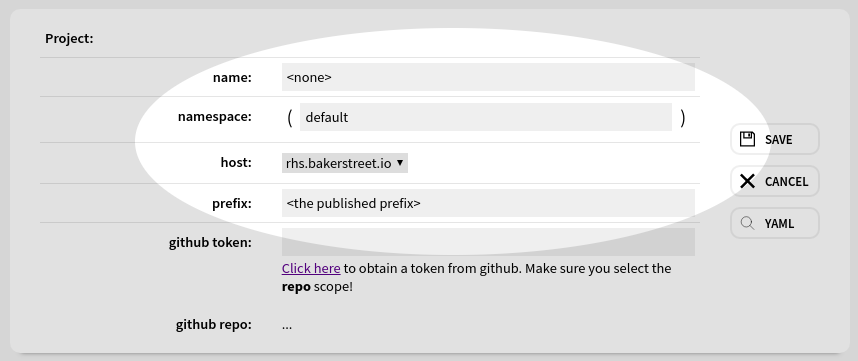 Project:
name: <none>
namespace: ( default )
host: rhs.bakerstreet.io
SAVE
CANCEL
prefix: <the published prefix>
YAML
github token:
Click here to obtain a token from github. Make sure you select the
repo scope!
github repo: ...